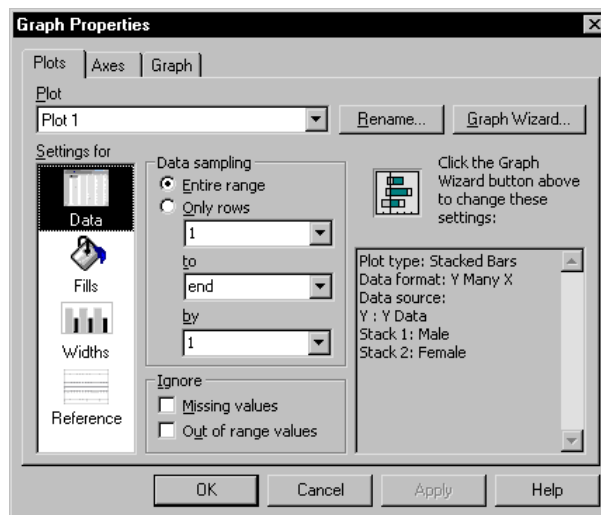 Graph Properties
Plots
Axes
Graph
Plot
Plot 1
Rename...
Graph Wizard...
Settings for
Data
Fills
Widths
Reference
Data sampling
Entire range
Only rows
1
to
end
by
1
Ignore
Missing values
Out of range values
Click the Graph
Wizard button above
to change these
settings:
Plot type: Stacked Bars
Data format: Y Many X
Data source:
Y : Y Data
Stack 1: Male
Stack 2: Female
OK
Cancel
Apply
Help